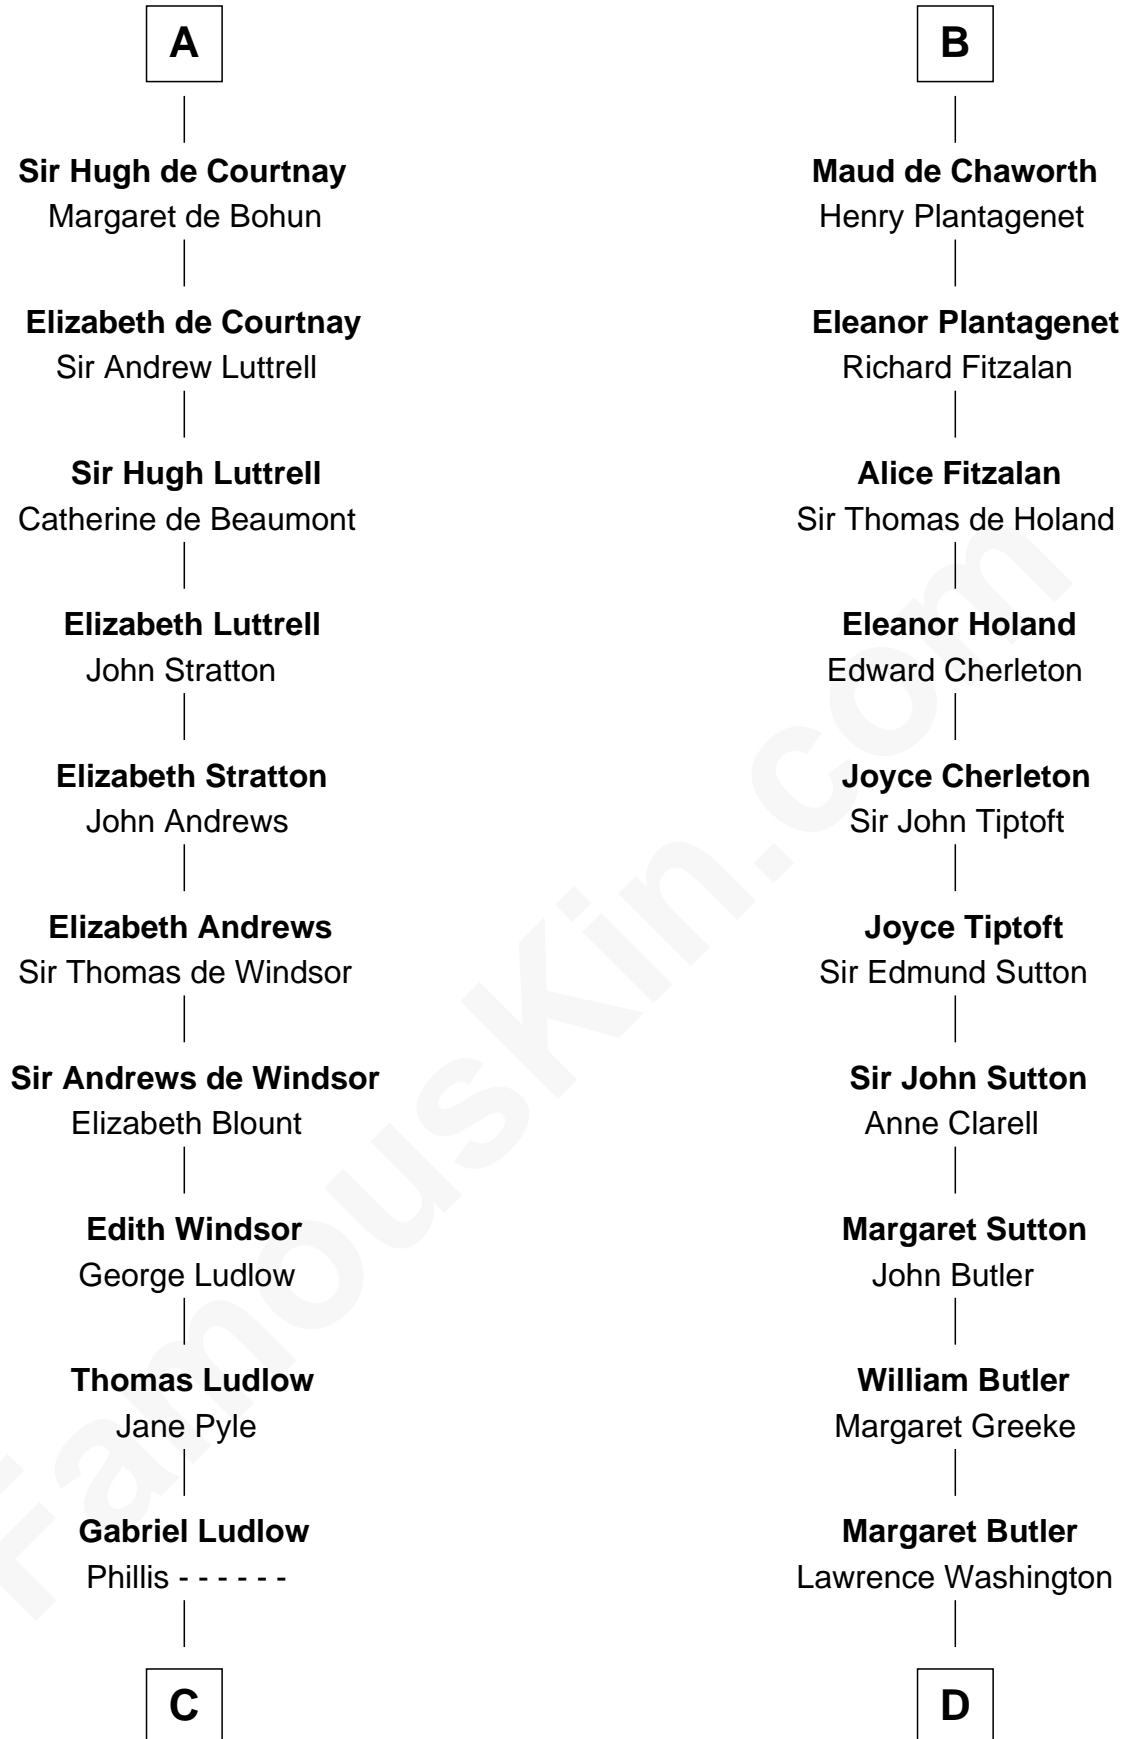 A
Sir Hugh de Courtnay
Margaret de Bohun
Elizabeth de Courtnay
Sir Andrew Luttrell
Sir Hugh Luttrell
Catherine de Beaumont
Elizabeth Luttrell
John Stratton
Elizabeth Stratton
John Andrews
Elizabeth Andrews
Sir Thomas de Windsor
Sir Andrews de Windsor
Elizabeth Blount
Edith Windsor
George Ludlow
Thomas Ludlow
Jane Pyle
Gabriel Ludlow
Phillis - - - - - -
C
B
Maud de Chaworth
Henry Plantagenet
Eleanor Plantagenet
Richard Fitzalan
Alice Fitzalan
Sir Thomas de Holand
Eleanor Holand
Edward Cherleton
Joyce Cherleton
Sir John Tiptoft
Joyce Tiptoft
Sir Edmund Sutton
Sir John Sutton
Anne Clarell
Margaret Sutton
John Butler
William Butler
Margaret Greeke
Margaret Butler
Lawrence Washington
D
FamousKin.com